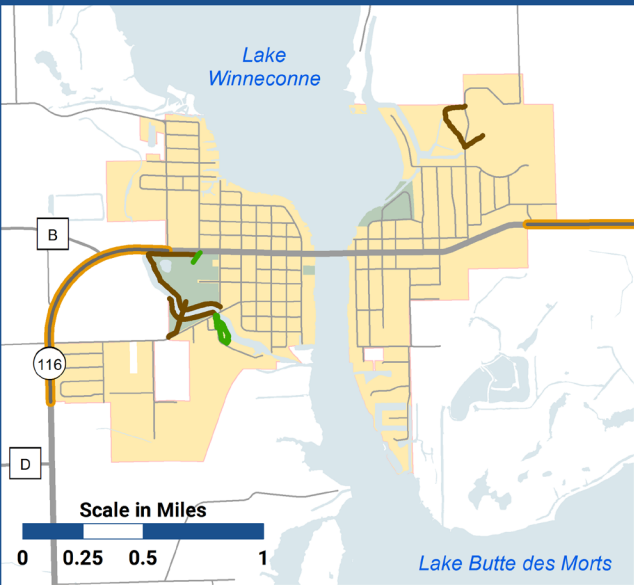 Lake
Winneconne
B
116
D
Scale in Miles
0 0.25 0.5 1
Lake Butte des Morts